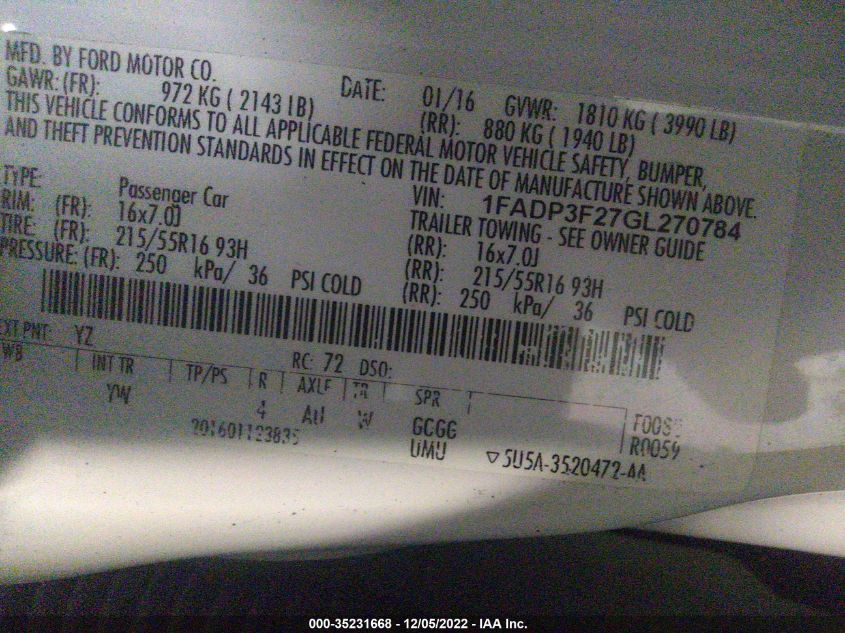 MFD. BY FORD MOTOR CO.
DATE: 01/16 GVWR: 1810 KG ( 3990 LB)
GAWR: (FR): 972 KG ( 2143 LB) (RR): 880 KG ( 1940 LB)
THIS VEHICLE CONFORMS TO ALL APPLICABLE FEDERAL MOTOR VEHICLE SAFETY, BUMPER,
AND THEFT PREVENTION STANDARDS IN EFFECT ON THE DATE OF MANUFACTURE SHOWN ABOVE.
VIN: 1FADP3F27GL270784
TYPE: Passenger Car TRAILER TOWING - SEE OWNER GUIDE
RIM: (FR): 16x7.0J (RR): 16x7.0J
TIRE: (FR): 215/55R16 93H (RR): 215/55R16 93H
PRESSURE: (FR): 250 kPa/ 36 PSI COLD (RR): 250 kPa/ 36 PSI COLD
EXT PNT: YZ RC: 72 DSO:
WB INT TR TP/PS R AXLE TR SPR
YW 4 W GCGG
UMU
201601123835
R0059
▽5U5A-3520472-AA
000-35231668 - 12/05/2022 - IAA Inc.